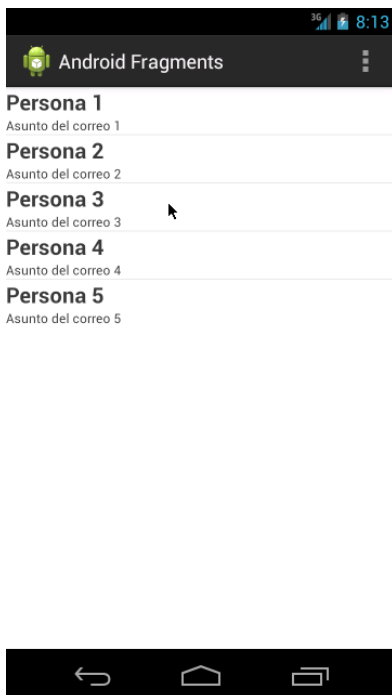 3G 8:13
Android Fragments
Persona 1
Asunto del correo 1
Persona 2
Asunto del correo 2
Persona 3
Asunto del correo 3
Persona 4
Asunto del correo 4
Persona 5
Asunto del correo 5